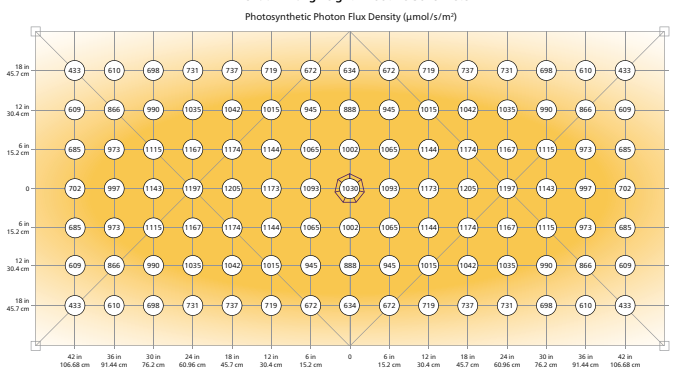 Photosynthetic Photon Flux Density (μmol/s/m²)
18 in
45.7 cm
433 610 698 731 737 719 672 634 672 719 737 731 698 610 433
12 in
30.4 cm
609 866 990 1035 1042 1015 945 888 945 1015 1042 1035 990 866 609
6 in
15.2 cm
685 973 1115 1167 1174 1144 1065 1002 1065 1144 1174 1167 1115 973 685
0
702 997 1143 1197 1205 1173 1093 1030 1093 1173 1205 1197 1143 997 702
6 in
15.2 cm
685 973 1115 1167 1174 1144 1065 1002 1065 1144 1174 1167 1115 973 685
12 in
30.4 cm
609 866 990 1035 1042 1015 945 888 945 1015 1042 1035 990 866 609
18 in
45.7 cm
433 610 698 731 737 719 672 634 672 719 737 731 698 610 433
42 in 36 in 30 in 24 in 18 in 12 in 6 in 0 6 in 12 in 18 in 24 in 30 in 36 in 42 in
106.68 cm 91.44 cm 76.2 cm 60.96 cm 45.7 cm 30.4 cm 15.2 cm 15.2 cm 30.4 cm 45.7 cm 60.96 cm 76.2 cm 91.44 cm 106.68 cm